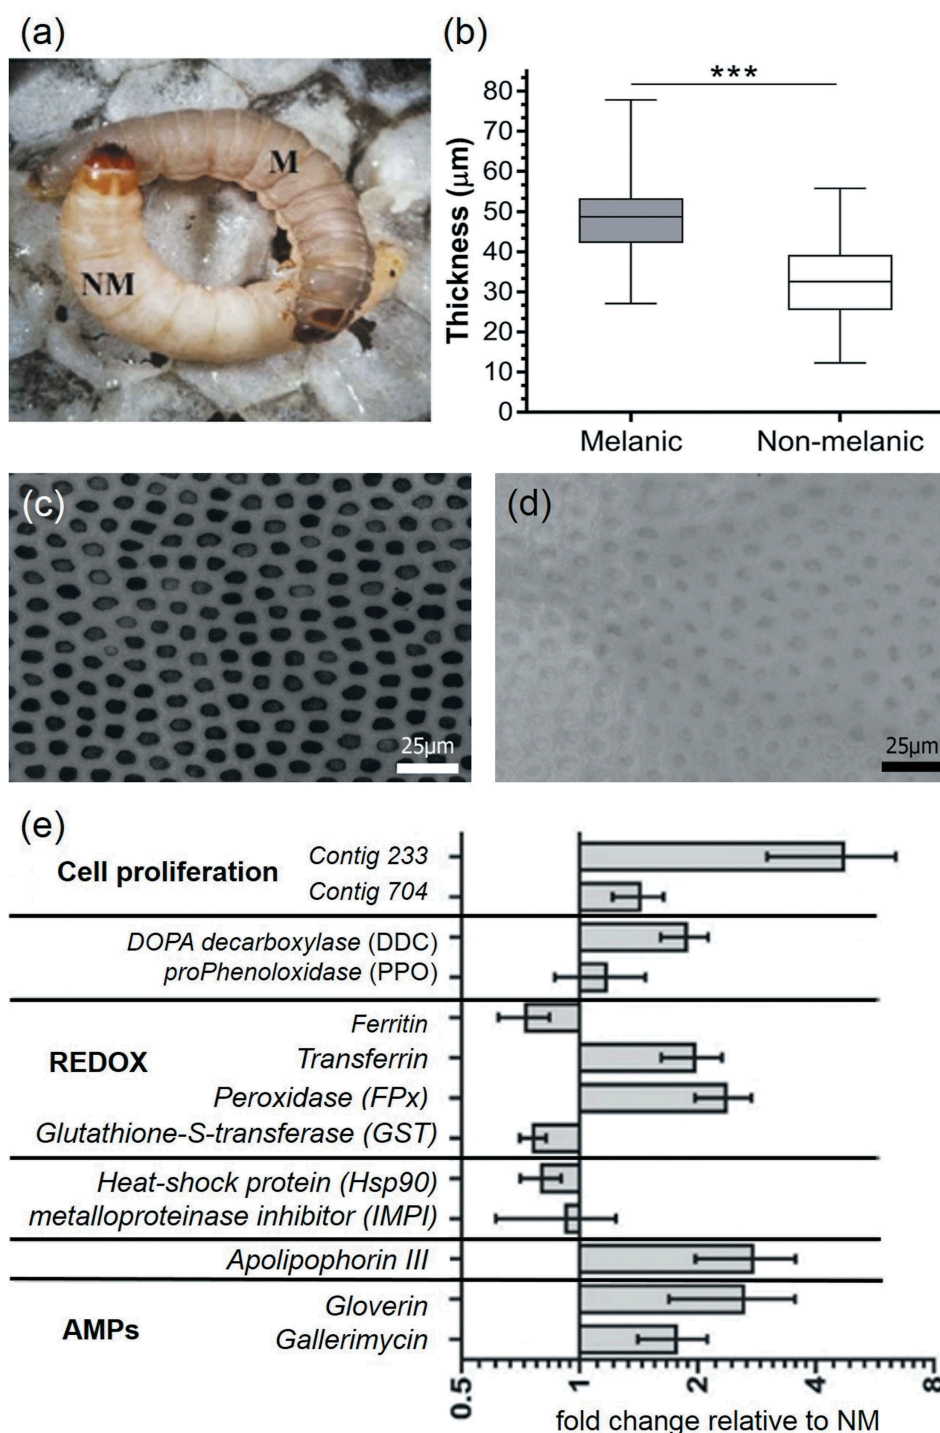 (a)
M
NM
(b)
***
Thickness (μm)
80
70
60
50
40
30
20
10
0
Melanic
Non-melanic
(c)
25μm
(d)
25μm
(e)
Cell proliferation
Contig 233
Contig 704
DOPA decarboxylase (DDC)
proPhenoloxidase (PPO)
REDOX
Ferritin
Transferrin
Peroxidase (FPx)
Glutathione-S-transferase (GST)
Heat-shock protein (Hsp90)
metalloproteinase inhibitor (IMPI)
Apolipophorin III
AMPs
Gloverin
Gallerimycin
0.5
1
2
4
8
fold change relative to NM